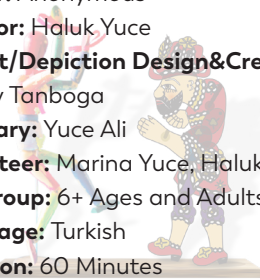 Anonymous
or: Haluk Yuce
t/Depiction Design&Cre
Tanboga
ary: Yuce Ali
teer: Marina Yuce, Haluk
roup: 6+ Ages and Adults
age: Turkish
on: 60 Minutes